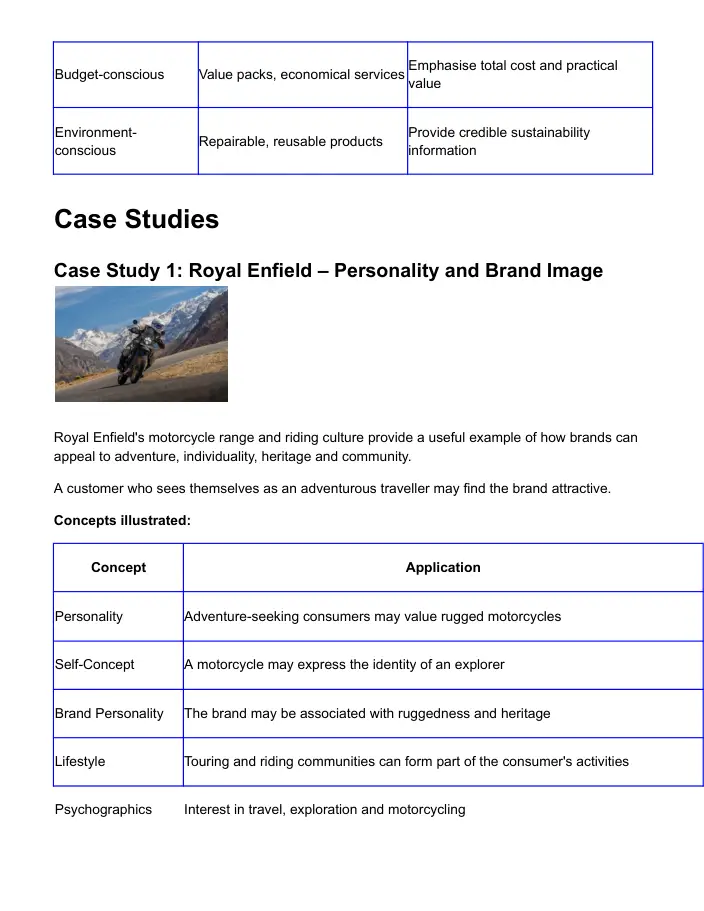 Budget-conscious
Value packs, economical services
Emphasise total cost and practical
value
Environment-
conscious
Repairable, reusable products
Provide credible sustainability
information
Case Studies
Case Study 1: Royal Enfield – Personality and Brand Image
Royal Enfield's motorcycle range and riding culture provide a useful example of how brands can
appeal to adventure, individuality, heritage and community.
A customer who sees themselves as an adventurous traveller may find the brand attractive.
Concepts illustrated:
Concept
Application
Personality
Adventure-seeking consumers may value rugged motorcycles
Self-Concept
A motorcycle may express the identity of an explorer
Brand Personality
The brand may be associated with ruggedness and heritage
Lifestyle
Touring and riding communities can form part of the consumer's activities
Psychographics
Interest in travel, exploration and motorcycling